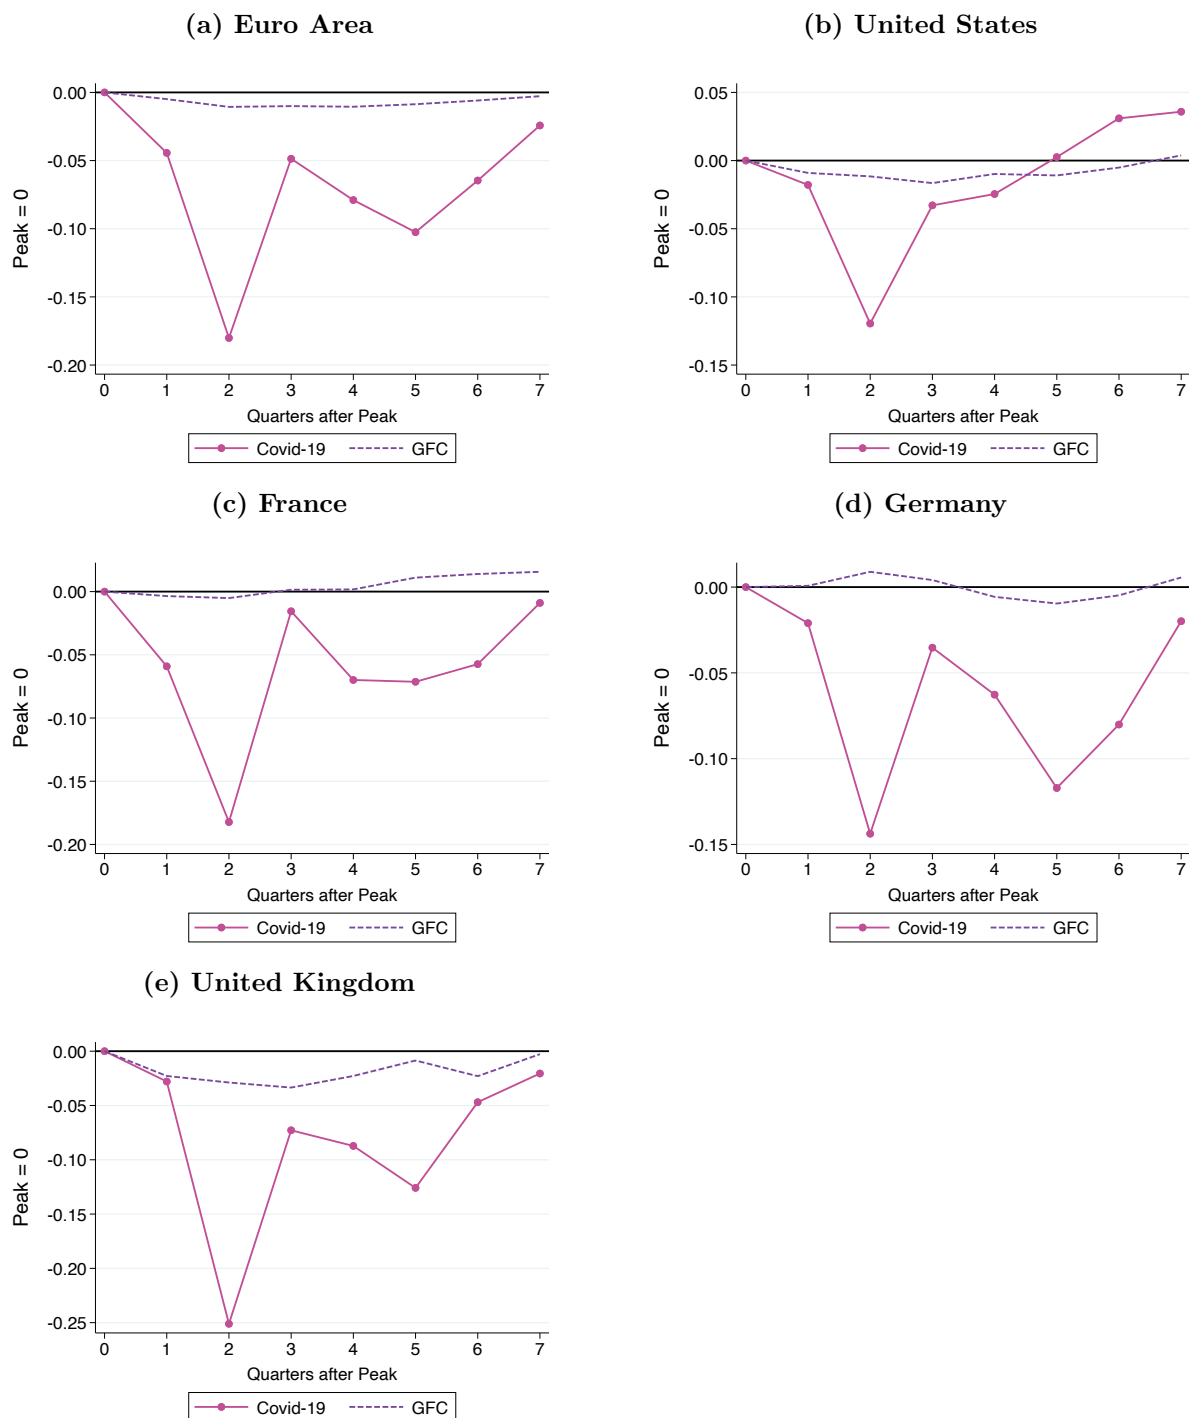 (a) Euro Area
0.00
-0.05
-0.10
-0.15
-0.20
Peak = 0
0 1 2 3 4 5 6 7
Quarters after Peak
Covid-19 GFC
(b) United States
0.05
0.00
-0.05
-0.10
-0.15
Peak = 0
0 1 2 3 4 5 6 7
Quarters after Peak
Covid-19 GFC
(c) France
0.00
-0.05
-0.10
-0.15
-0.20
Peak = 0
0 1 2 3 4 5 6 7
Quarters after Peak
Covid-19 GFC
(d) Germany
0.00
-0.05
-0.10
-0.15
Peak = 0
0 1 2 3 4 5 6 7
Quarters after Peak
Covid-19 GFC
(e) United Kingdom
0.00
-0.05
-0.10
-0.15
-0.20
-0.25
Peak = 0
0 1 2 3 4 5 6 7
Quarters after Peak
Covid-19 GFC